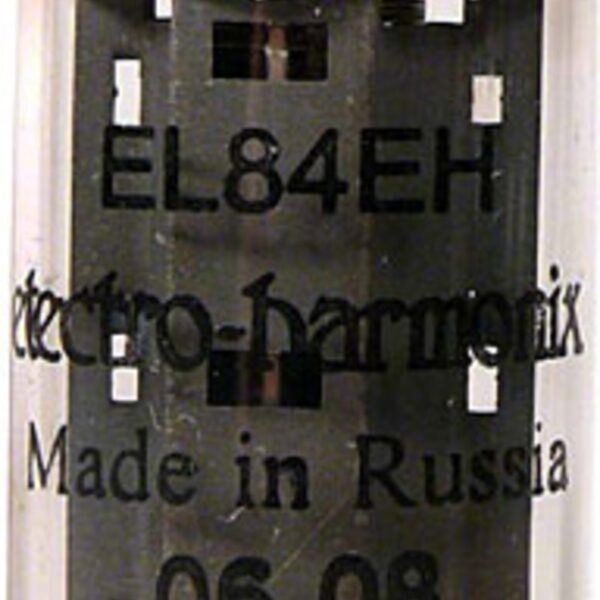 EL84EH
electro-harmonix
Made in Russia
06 08